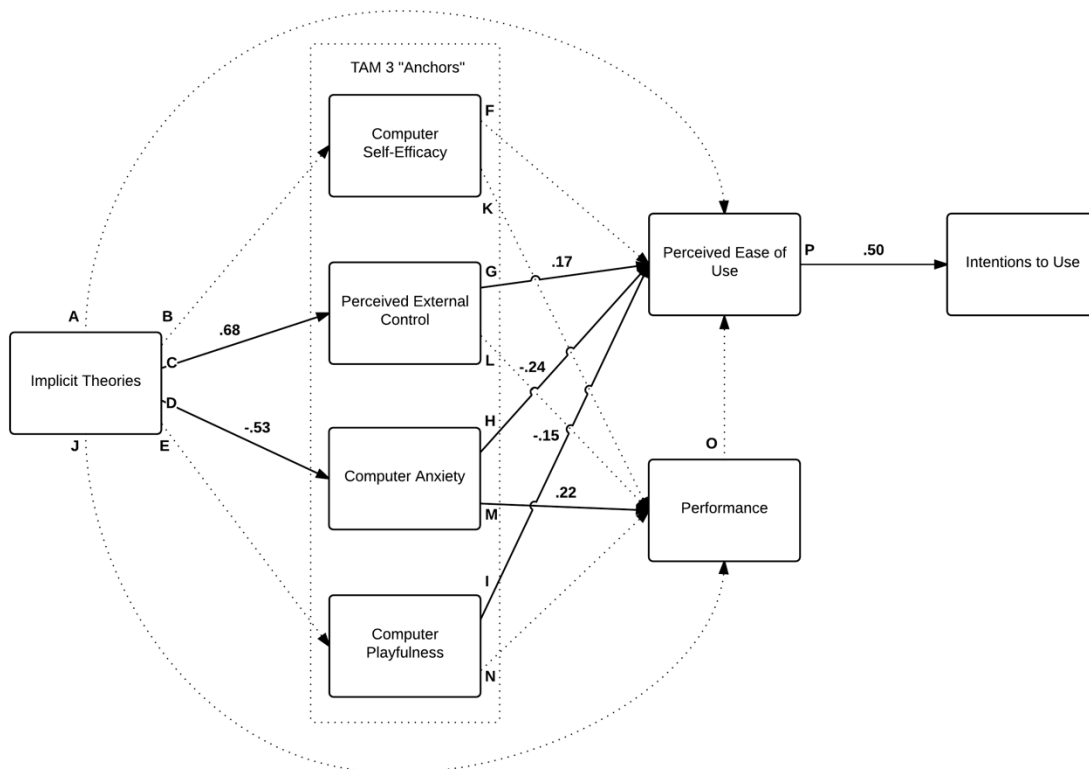 TAM 3 "Anchors"
F
Computer
Self-Efficacy
K
G
.17
Perceived Ease of
Use
P
.50
Intentions to Use
A
B
Perceived External
Control
.68
C
L
Implicit Theories
-.24
D
H
-.15
J
E
-.53
O
Computer Anxiety
.22
M
Performance
I
Computer
Playfulness
N